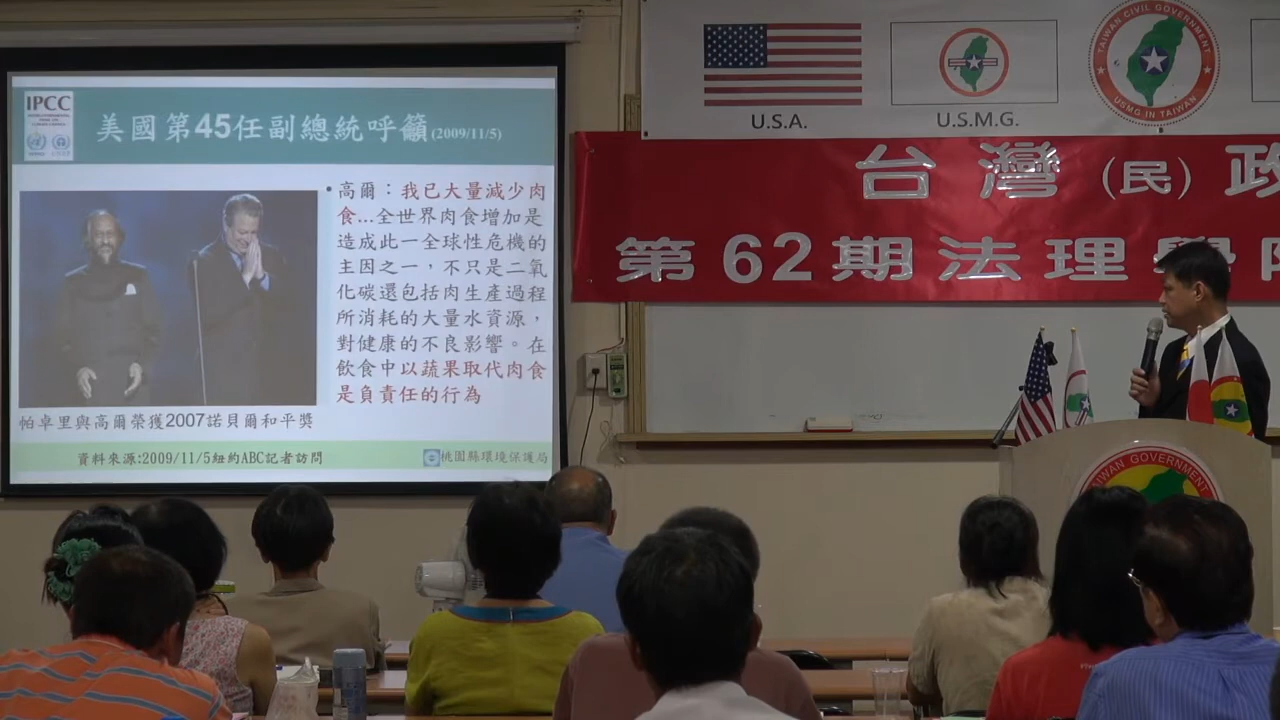 IPCC
美國第45任副總統呼籲(2009/11/5)
•高爾：我已大量減少肉
食...全世界肉食增加是
造成此一全球性危機的
主因之一，不只是二氧
化碳還包括肉生產過程
所消耗的大量水資源，
對健康的不良影響。在
飲食中以蔬果取代肉食
是負責任的行為
帕卓里與高爾榮獲2007諾貝爾和平獎
資料來源:2009/11/5紐約ABC記者訪問
桃園縣環境保護局
U.S.A.
U.S.M.G.
TAIWAN CIVIL GOVERNMENT
USMG IN TAIWAN
台灣(民)政
第62期法理學院
TAIWAN GOVERNMENT